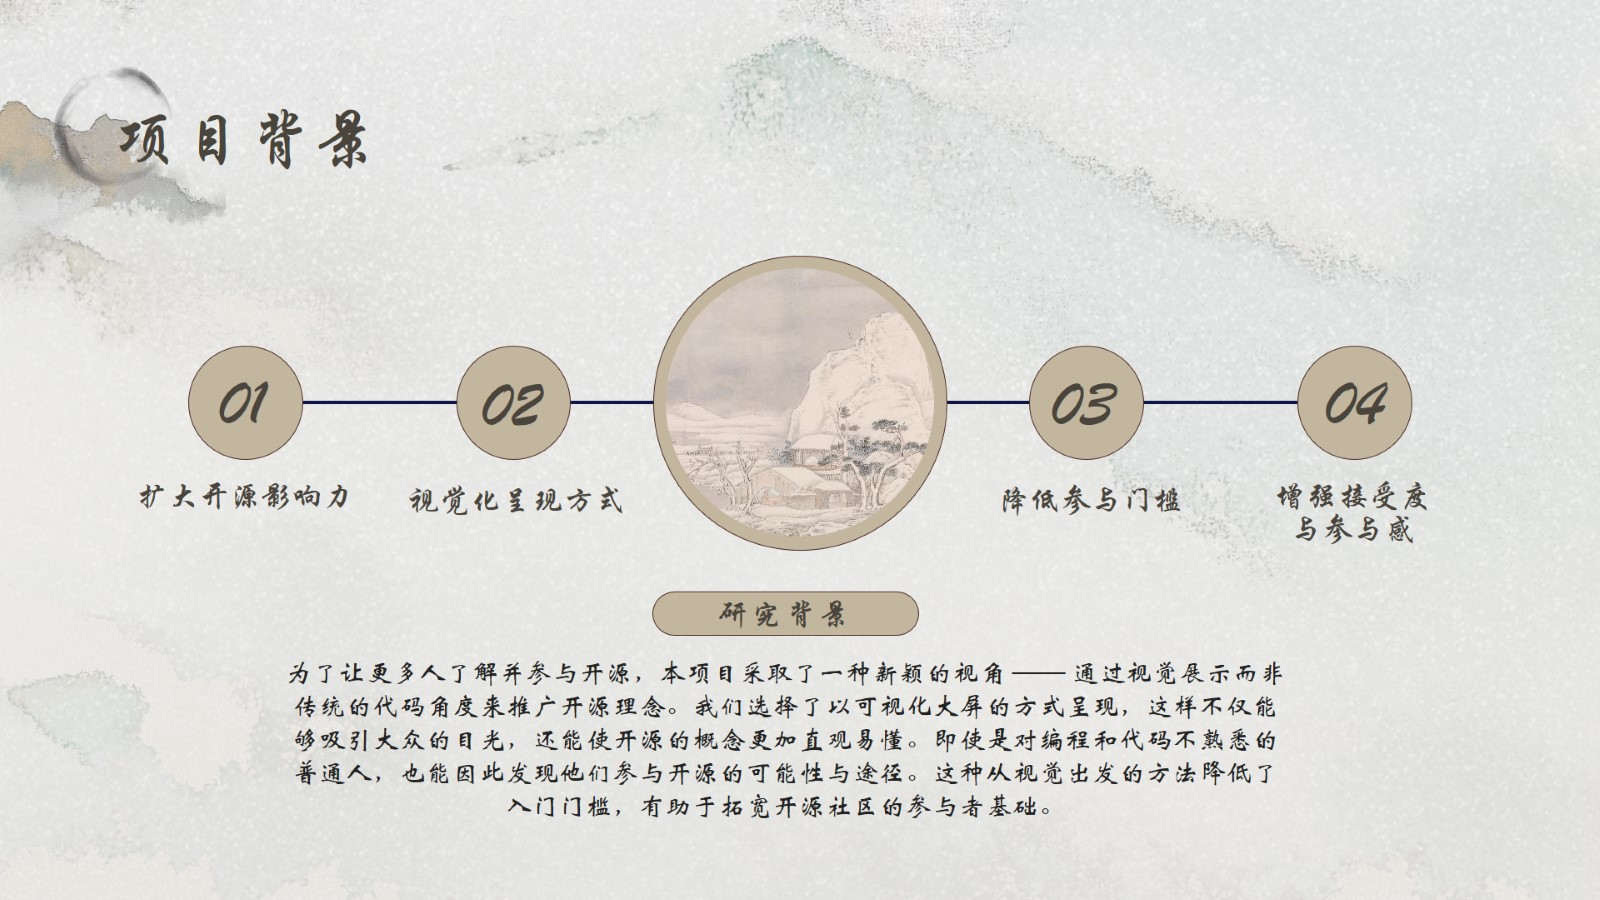 项目背景
01
02
03
04
扩大开源影响力
视觉化呈现方式
降低参与门槛
增强接受度
与参与感
研究背景
为了让更多人了解并参与开源，本项目采取了一种新颖的视角——通过视觉展示而非
传统的代码角度来推广开源理念。我们选择了以可视化大屏的方式呈现，这样不仅能
够吸引大众的目光，还能使开源的概念更加直观易懂。即使是对编程和代码不熟悉的
普通人，也能因此发现他们参与开源的可能性与途径。这种从视觉出发的方法降低了
入门门槛，有助于拓宽开源社区的参与者基础。